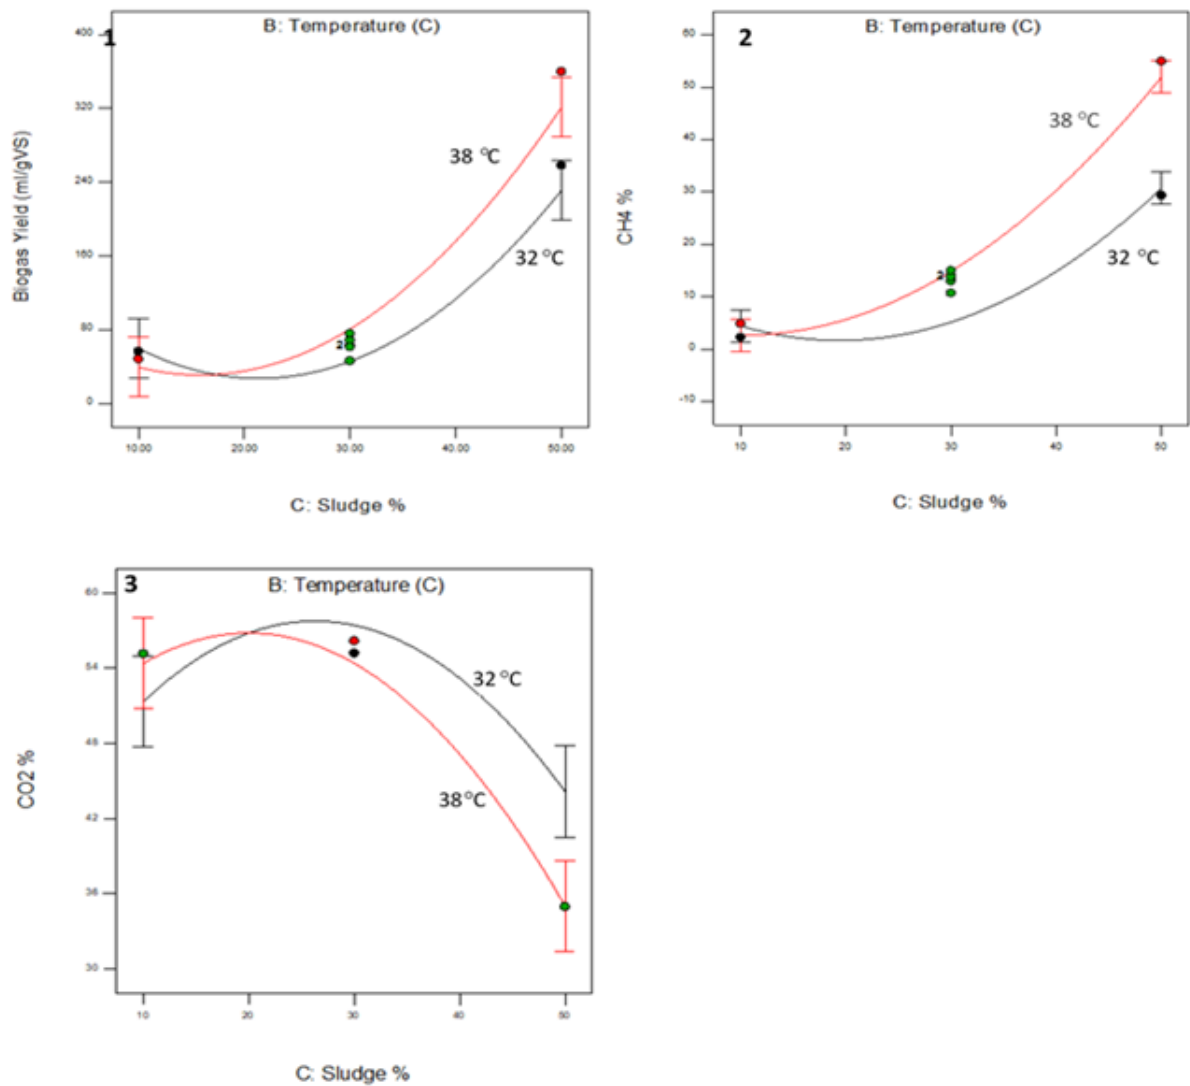 1
B: Temperature (C)
400
320
240
160
80
0
Biogas Yield (ml/gVS)
38 °C
32 °C
2
10.00 20.00 30.00 40.00 50.00
C: Sludge %
2
B: Temperature (C)
60
50
40
30
20
10
0
-10
CH4 %
38 °C
32 °C
2
10 20 30 40 50
C: Sludge %
3
B: Temperature (C)
60
54
48
42
36
30
CO2 %
32 °C
38 °C
10 20 30 40 50
C: Sludge %